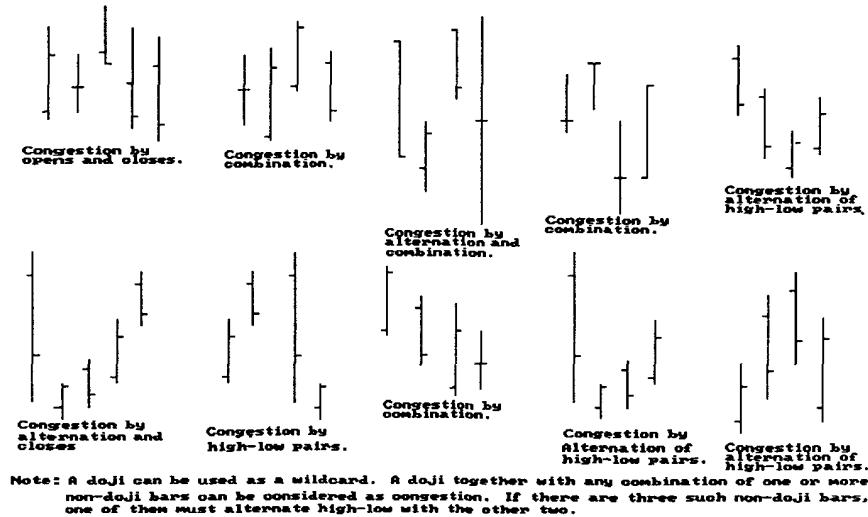 Congestion by
opens and closes.
Congestion by
combination.
Congestion by
alternation and
combination.
Congestion by
combination.
Congestion by
alternation of
high-low pairs
Congestion by
alternation and
closes
Congestion by
high-low pairs.
Congestion by
combination.
Congestion by
Alternation of
high-low pairs.
Congestion by
alternation of
high-low pairs.
Note: A doji can be used as a wildcard. A doji together with any combination of one or more
non-doji bars can be considered as congestion. If there are three such non-doji bars,
one of them must alternate high-low with the other two.